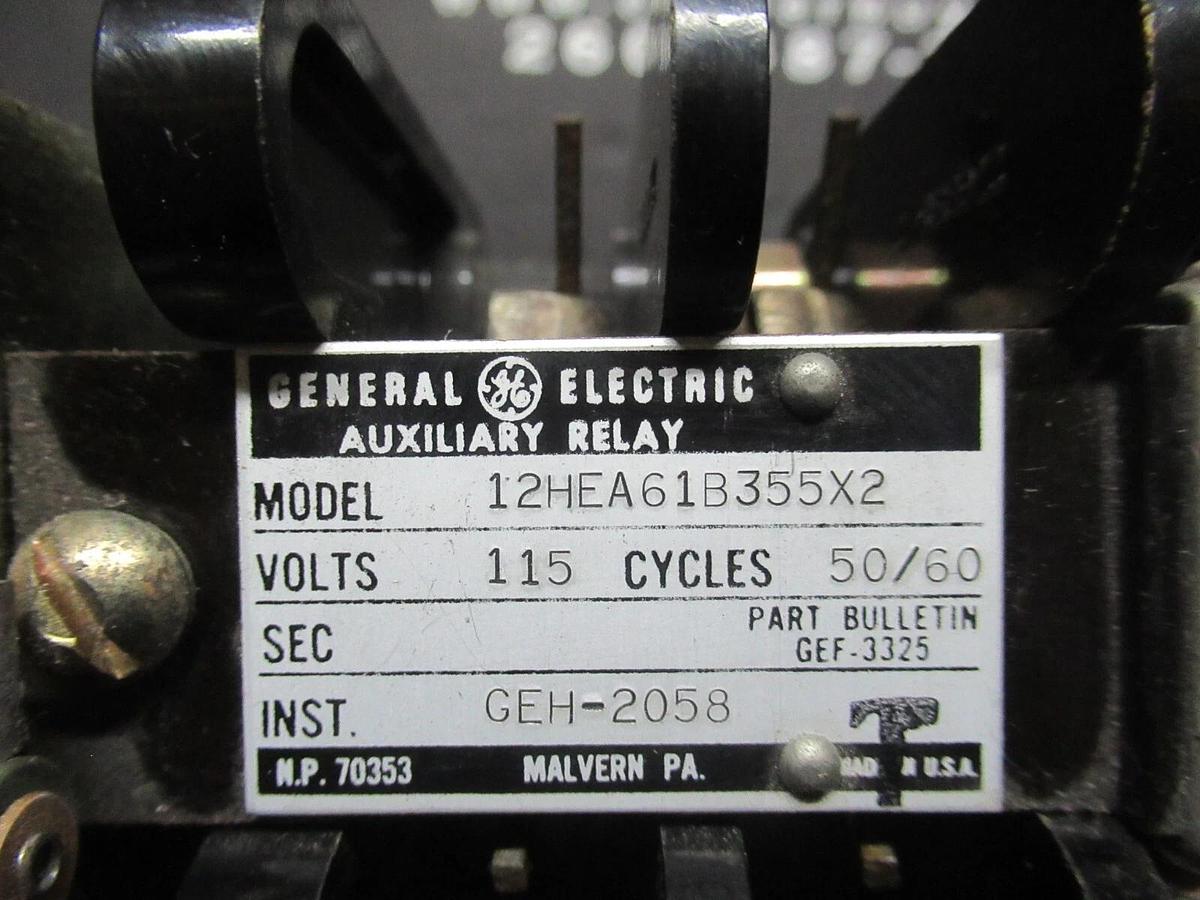 GENERAL GE ELECTRIC
AUXILIARY RELAY
MODEL 12HEA61B355X2
VOLTS 115 CYCLES 50/60
SEC PART BULLETIN
GEF-3325
INST. GEH-2058
T
N.P. 70353 MALVERN PA. U.S.A.